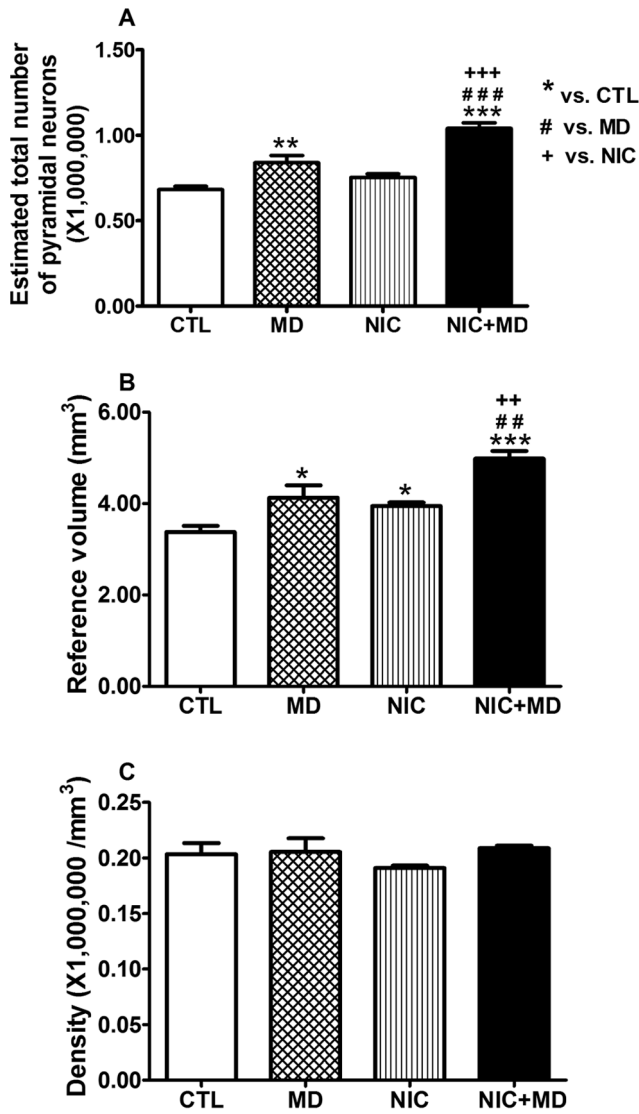 A
Estimated total number
of pyramidal neurons
(X1,000,000)
1.50
1.00
0.50
0.00
**
+++
###
***
* vs. CTL
# vs. MD
+ vs. NIC
CTL MD NIC NIC+MD
B
Reference volume (mm³)
6.00
4.00
2.00
0.00
*
*
++
##
***
CTL MD NIC NIC+MD
C
Density (X1,000,000 /mm³)
0.25
0.20
0.15
0.10
0.05
0.00
CTL MD NIC NIC+MD